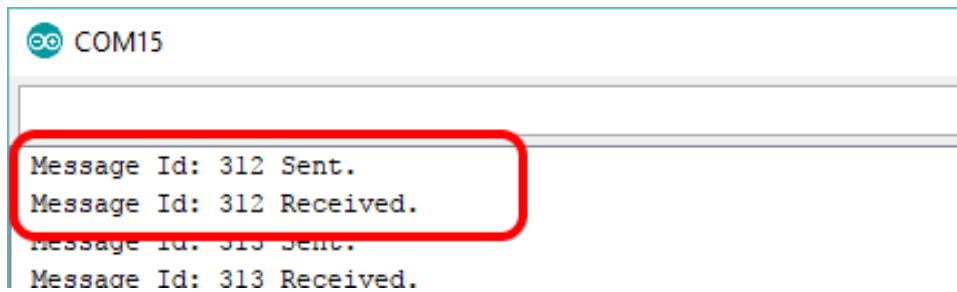 COM15
Message Id: 312 Sent.
Message Id: 312 Received.
Message Id: 313 Sent.
Message Id: 313 Received.